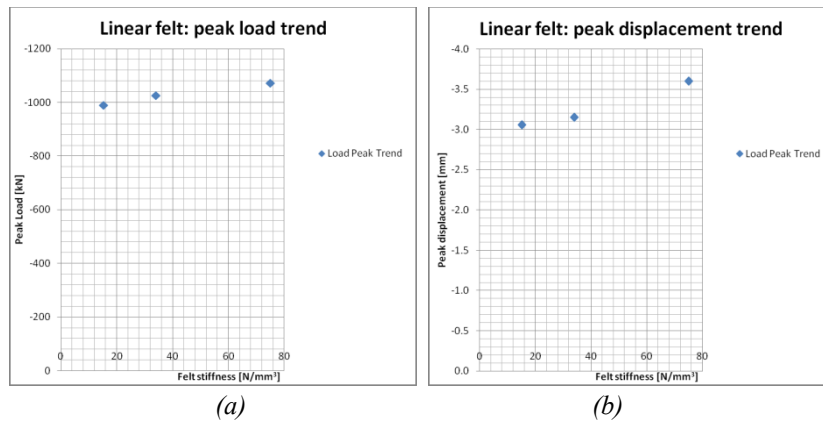 Linear felt: peak load trend
-1200
-1000
-800
-600
-400
-200
0
Peak Load [kN]
0 20 40 60 80
Felt stiffness [N/mm³]
Load Peak Trend
(a)
Linear felt: peak displacement trend
-4.0
-3.5
-3.0
-2.5
-2.0
-1.5
-1.0
-0.5
0.0
Peak displacement [mm]
0 20 40 60 80
Felt stiffness [N/mm³]
Load Peak Trend
(b)